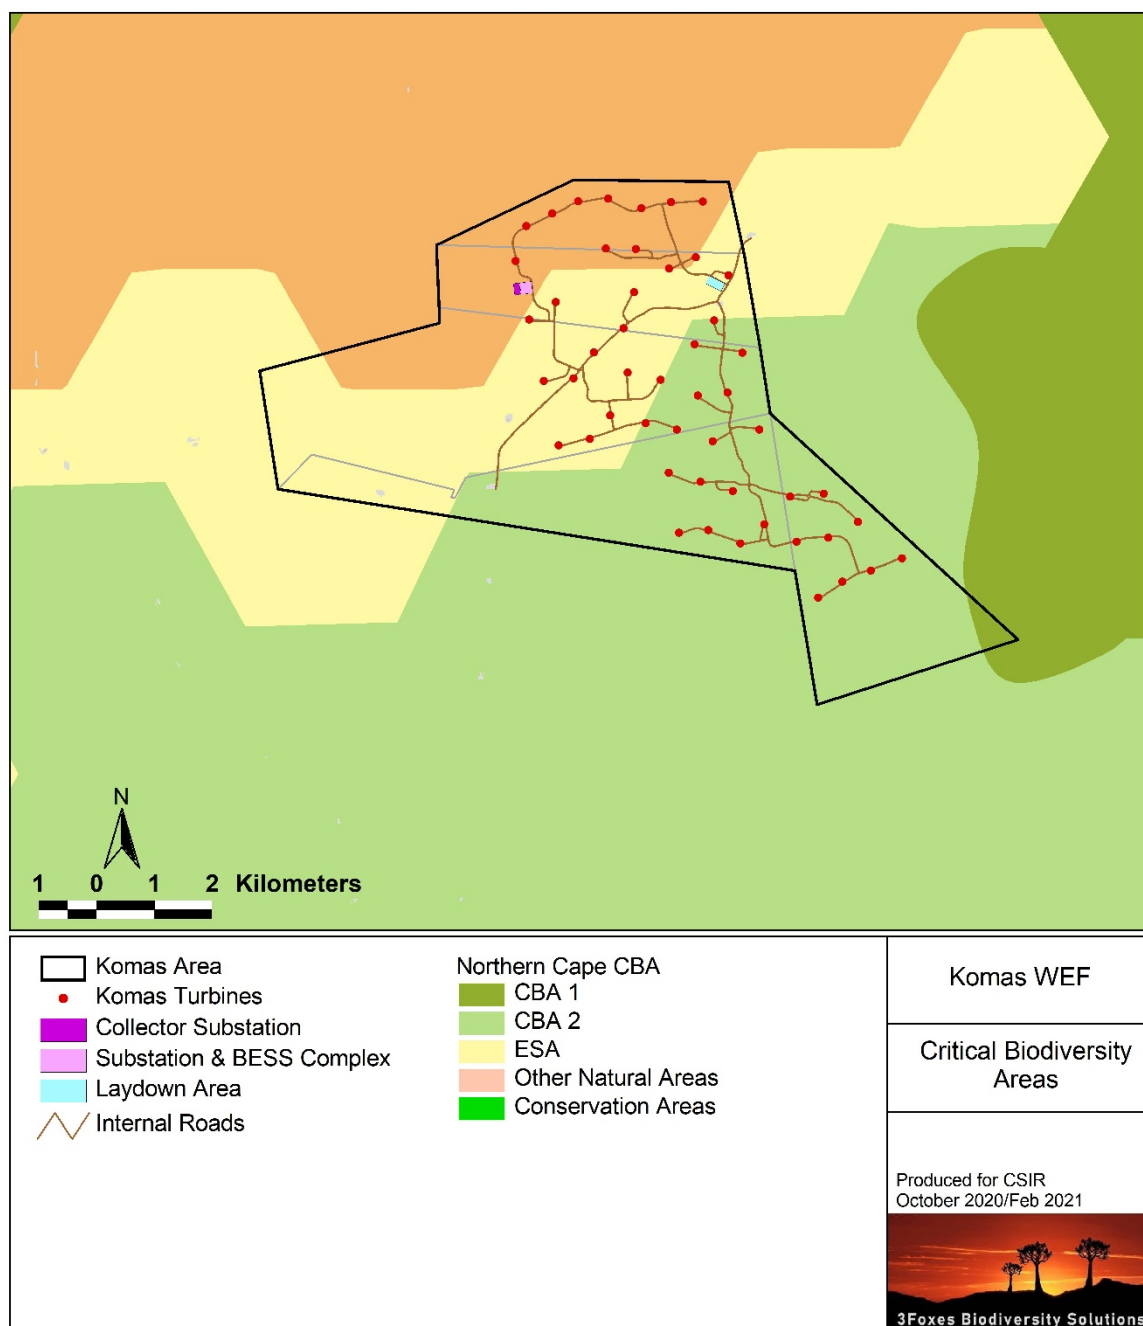 N
1 0 1 2 Kilometers
Komas Area
Komas Turbines
Collector Substation
Substation & BESS Complex
Laydown Area
Internal Roads
Northern Cape CBA
CBA 1
CBA 2
ESA
Other Natural Areas
Conservation Areas
Komas WEF
Critical Biodiversity
Areas
Produced for CSIR
October 2020/Feb 2021
3Foxes Biodiversity Solutions